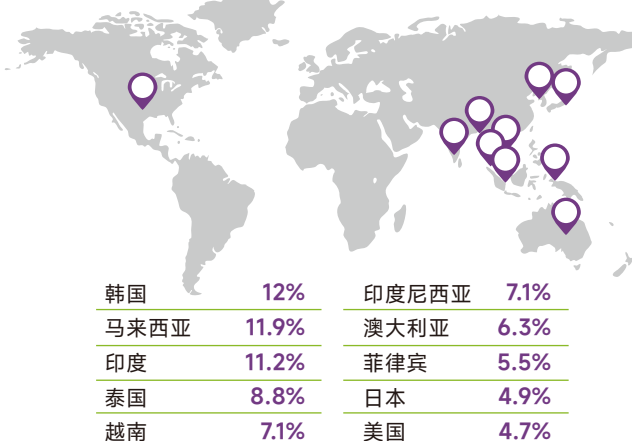 韩国 12%
马来西亚 11.9%
印度 11.2%
泰国 8.8%
越南 7.1%
印度尼西亚 7.1%
澳大利亚 6.3%
菲律宾 5.5%
日本 4.9%
美国 4.7%